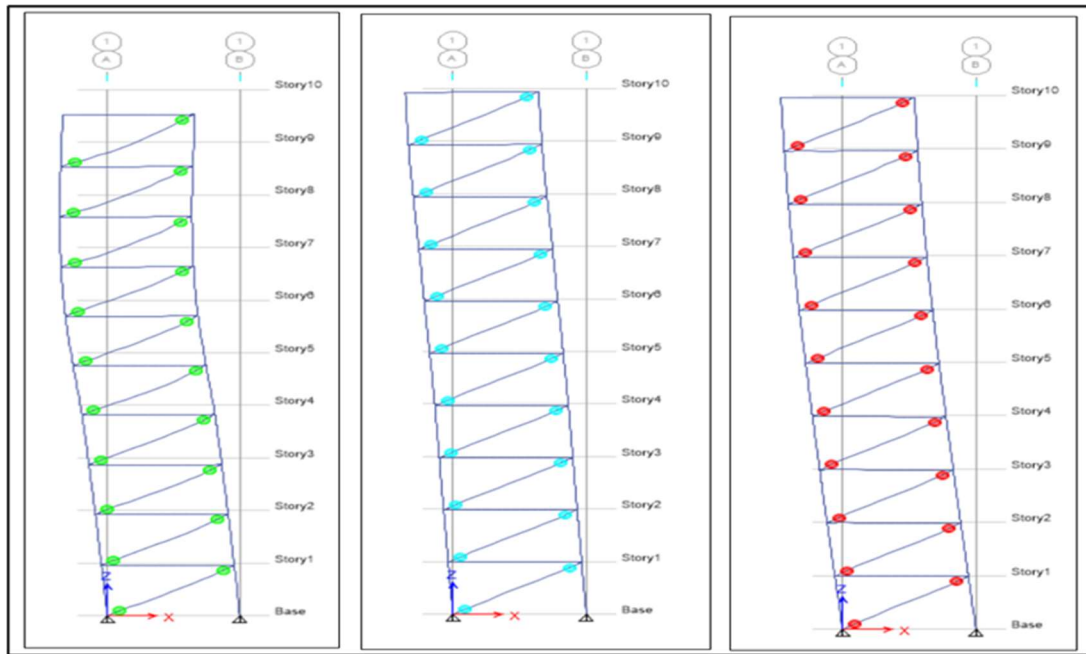 1 1
A B
Story10
Story9
Story8
Story7
Story6
Story5
Story4
Story3
Story2
Story1
Z
X
Base
1 1
A B
Story10
Story9
Story8
Story7
Story6
Story5
Story4
Story3
Story2
Story1
Z
X
Base
1 1
A B
Story10
Story9
Story8
Story7
Story6
Story5
Story4
Story3
Story2
Story1
Z
X
Base